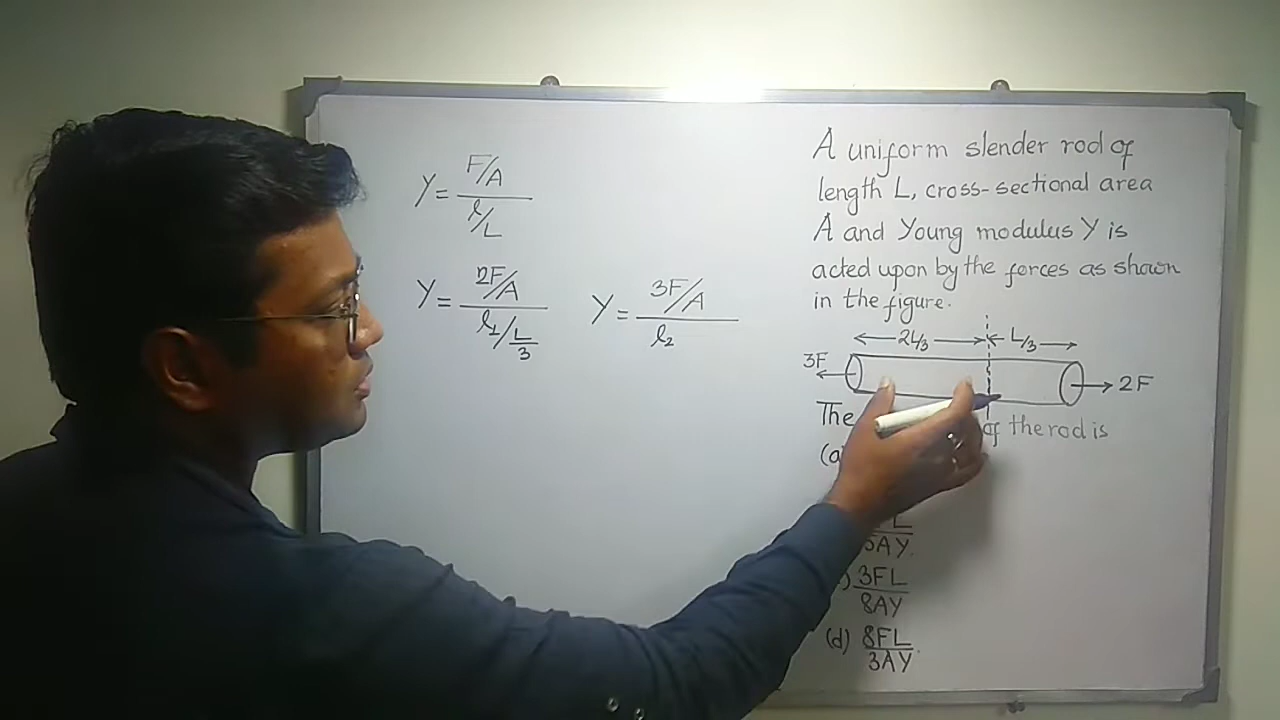 Y = F/A / l/L
Y = 2F/A / l₁/L/3
Y = 3F/A / l₂
A uniform slender rod of
length L, cross-sectional area
A and Young modulus Y is
acted upon by the forces as shown
in the figure.
2L/3 L/3
3F 2F
The of the rod is
(a)
AY.
3FL
8AY
(d) 8FL
3AY.